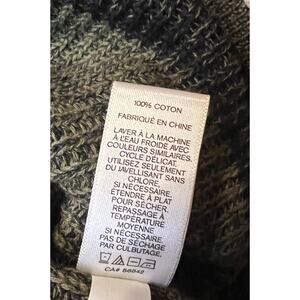 100% COTON
FABRIQUÉ EN CHINE
LAVER À LA MACHINE
À L'EAU FROIDE AVEC
COULEURS SIMILAIRES.
CYCLE DÉLICAT.
UTILISEZ SEULEMENT
DU JAVELLISANT SANS
CHLORE,
SI NÉCESSAIRE.
ÉTENDRE À PLAT
POUR SÉCHER.
REPASSAGE À
TEMPÉRATURE
MOYENNE
SI NÉCESSAIRE.
PAS DE SÉCHAGE
PAR CULBUTAGE.
CA#